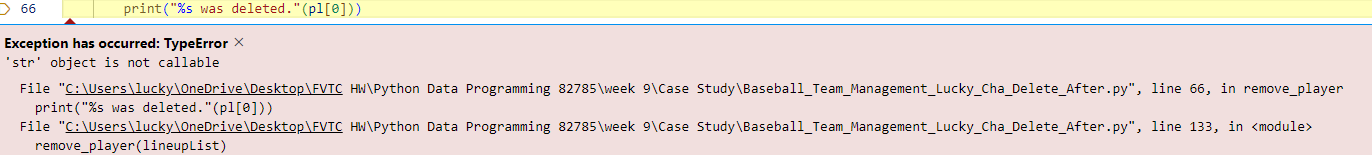 66 print("%s was deleted."(pl[0]))
Exception has occurred: TypeError ×
'str' object is not callable
File "C:\Users\lucky\OneDrive\Desktop\FVTC HW\Python Data Programming 82785\week 9\Case Study\Baseball_Team_Management_Lucky_Cha_Delete_After.py", line 66, in remove_player
print("%s was deleted."(pl[0]))
File "C:\Users\lucky\OneDrive\Desktop\FVTC HW\Python Data Programming 82785\week 9\Case Study\Baseball_Team_Management_Lucky_Cha_Delete_After.py", line 133, in <module>
remove_player(lineupList)